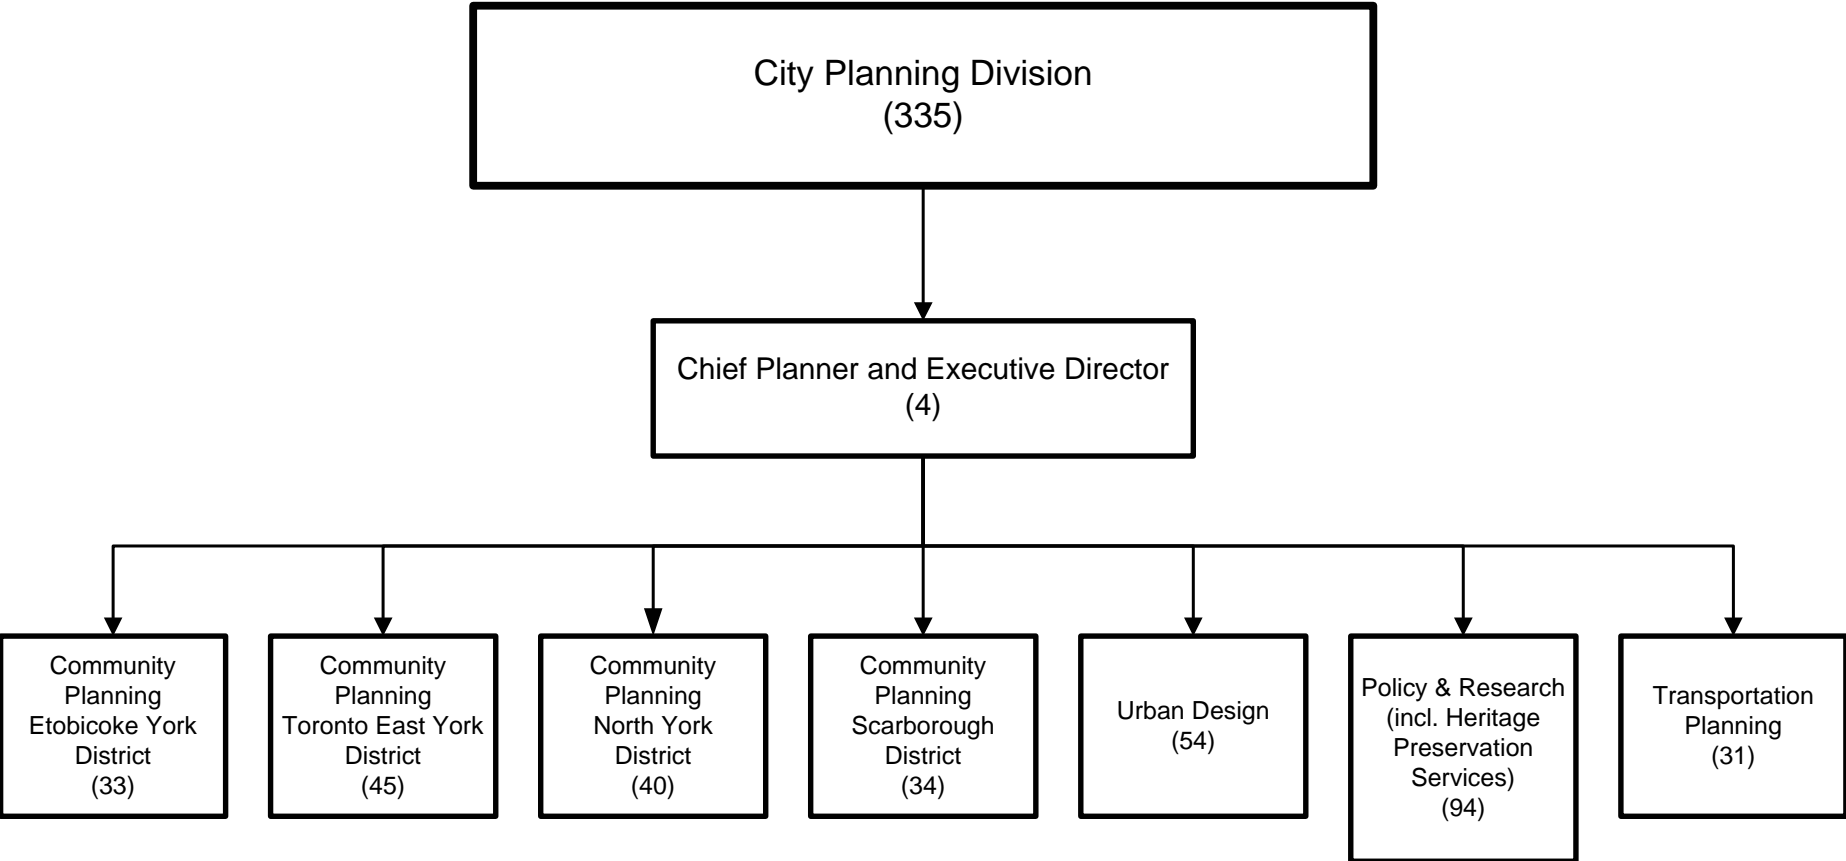 City Planning Division
(335)
Chief Planner and Executive Director
(4)
Community
Planning
Etobicoke York
District
(33)
Community
Planning
Toronto East York
District
(45)
Community
Planning
North York
District
(40)
Community
Planning
Scarborough
District
(34)
Urban Design
(54)
Policy & Research
(incl. Heritage
Preservation
Services)
(94)
Transportation
Planning
(31)